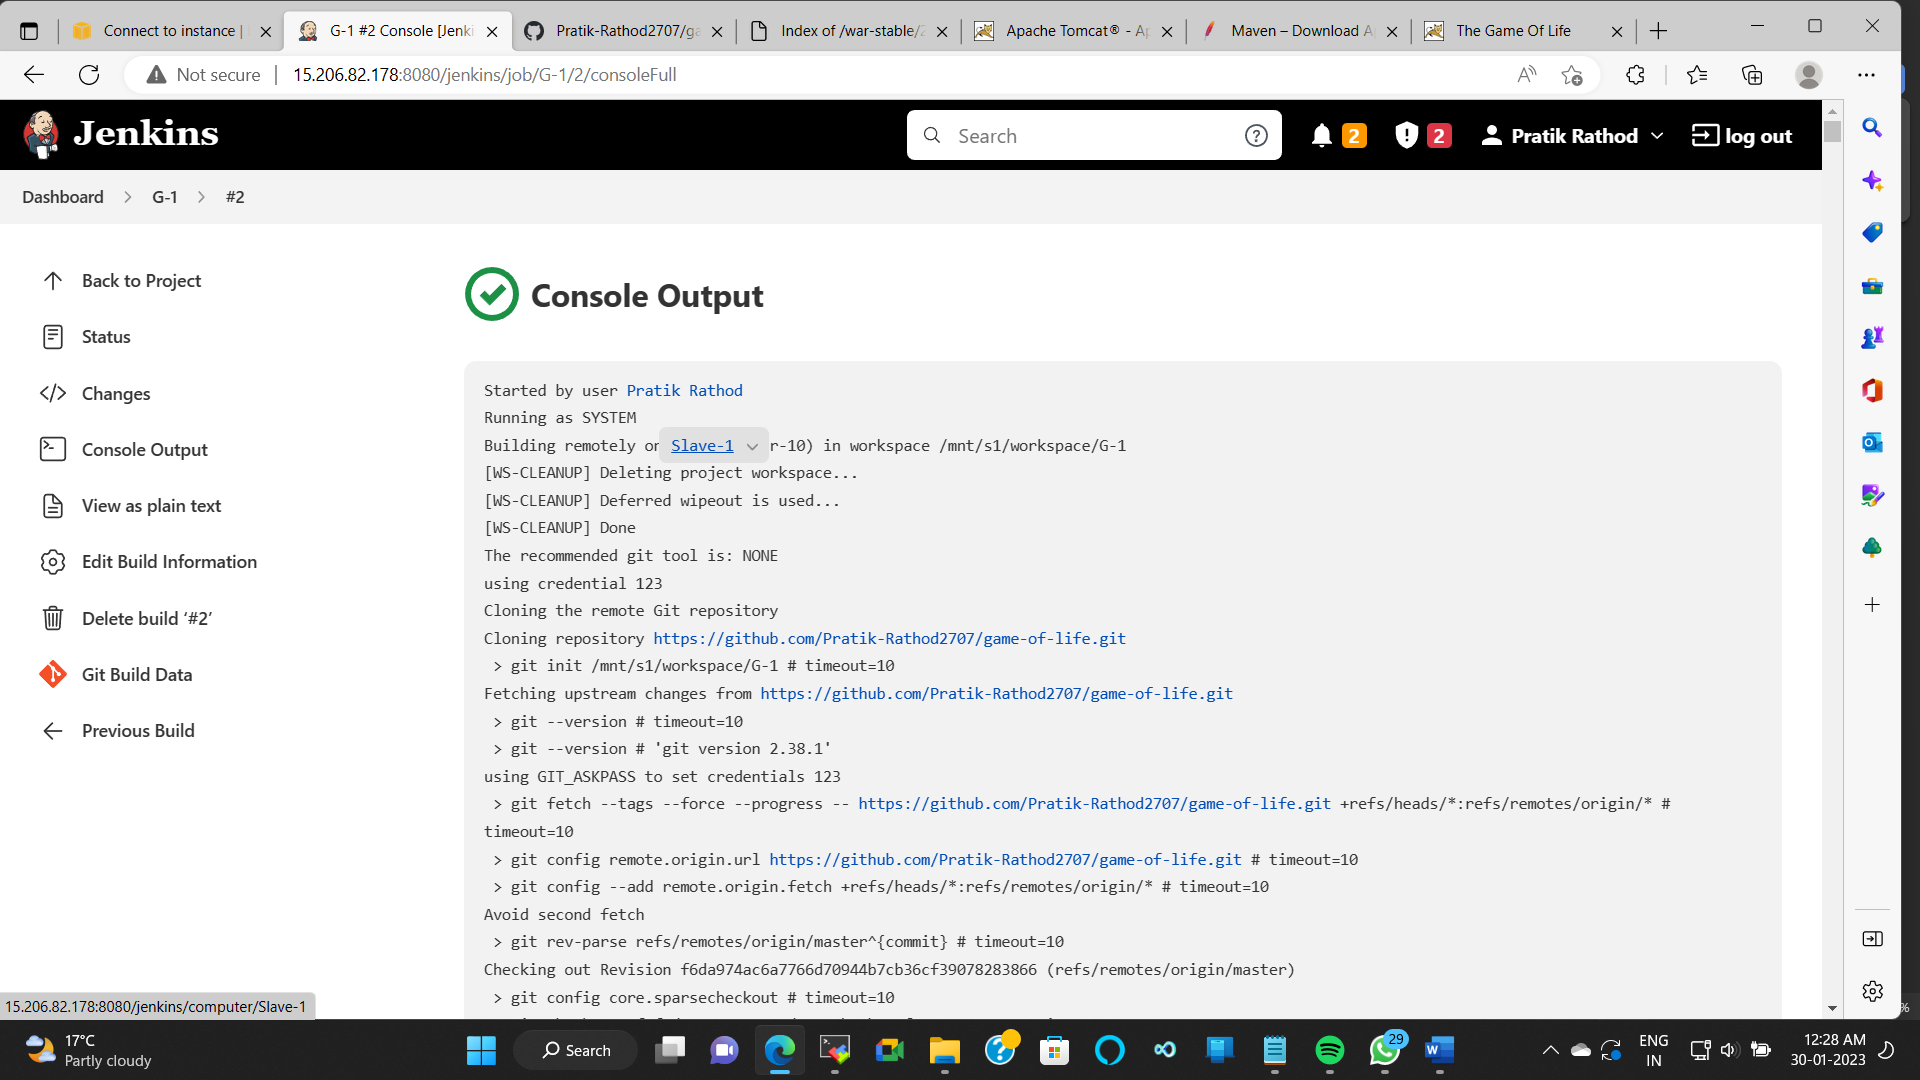 Connect to instance |
G-1 #2 Console [Jenki
Pratik-Rathod2707/ga
Index of /war-stable/2
Apache Tomcat® - Ap
Maven – Download A
The Game Of Life
Not secure
15.206.82.178:8080/jenkins/job/G-1/2/consoleFull
Jenkins
Search
2
2
Pratik Rathod
log out
Dashboard
G-1
#2
Back to Project
Status
Changes
Console Output
View as plain text
Edit Build Information
Delete build ‘#2’
Git Build Data
Previous Build
Console Output
Started by user Pratik Rathod
Running as SYSTEM
Building remotely on Slave-1 r-10) in workspace /mnt/s1/workspace/G-1
[WS-CLEANUP] Deleting project workspace...
[WS-CLEANUP] Deferred wipeout is used...
[WS-CLEANUP] Done
The recommended git tool is: NONE
using credential 123
Cloning the remote Git repository
Cloning repository https://github.com/Pratik-Rathod2707/game-of-life.git
> git init /mnt/s1/workspace/G-1 # timeout=10
Fetching upstream changes from https://github.com/Pratik-Rathod2707/game-of-life.git
> git --version # timeout=10
> git --version # 'git version 2.38.1'
using GIT_ASKPASS to set credentials 123
> git fetch --tags --force --progress -- https://github.com/Pratik-Rathod2707/game-of-life.git +refs/heads/*:refs/remotes/origin/* #
timeout=10
> git config remote.origin.url https://github.com/Pratik-Rathod2707/game-of-life.git # timeout=10
> git config --add remote.origin.fetch +refs/heads/*:refs/remotes/origin/* # timeout=10
Avoid second fetch
> git rev-parse refs/remotes/origin/master^{commit} # timeout=10
Checking out Revision f6da974ac6a7766d70944b7cb36cf39078283866 (refs/remotes/origin/master)
> git config core.sparsecheckout # timeout=10
15.206.82.178:8080/jenkins/computer/Slave-1
%
17°C
Partly cloudy
Search
29
ENG
IN
12:28 AM
30-01-2023